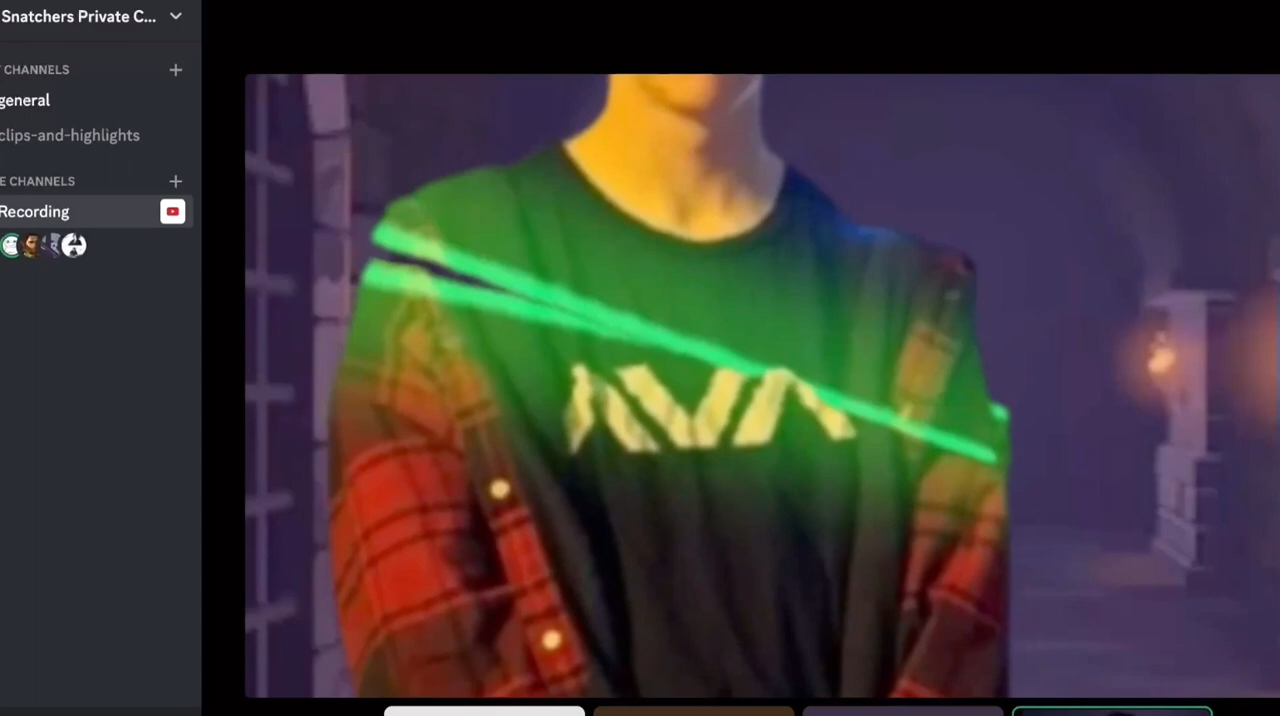 Snatchers Private C...
CHANNELS
general
clips-and-highlights
E CHANNELS
Recording